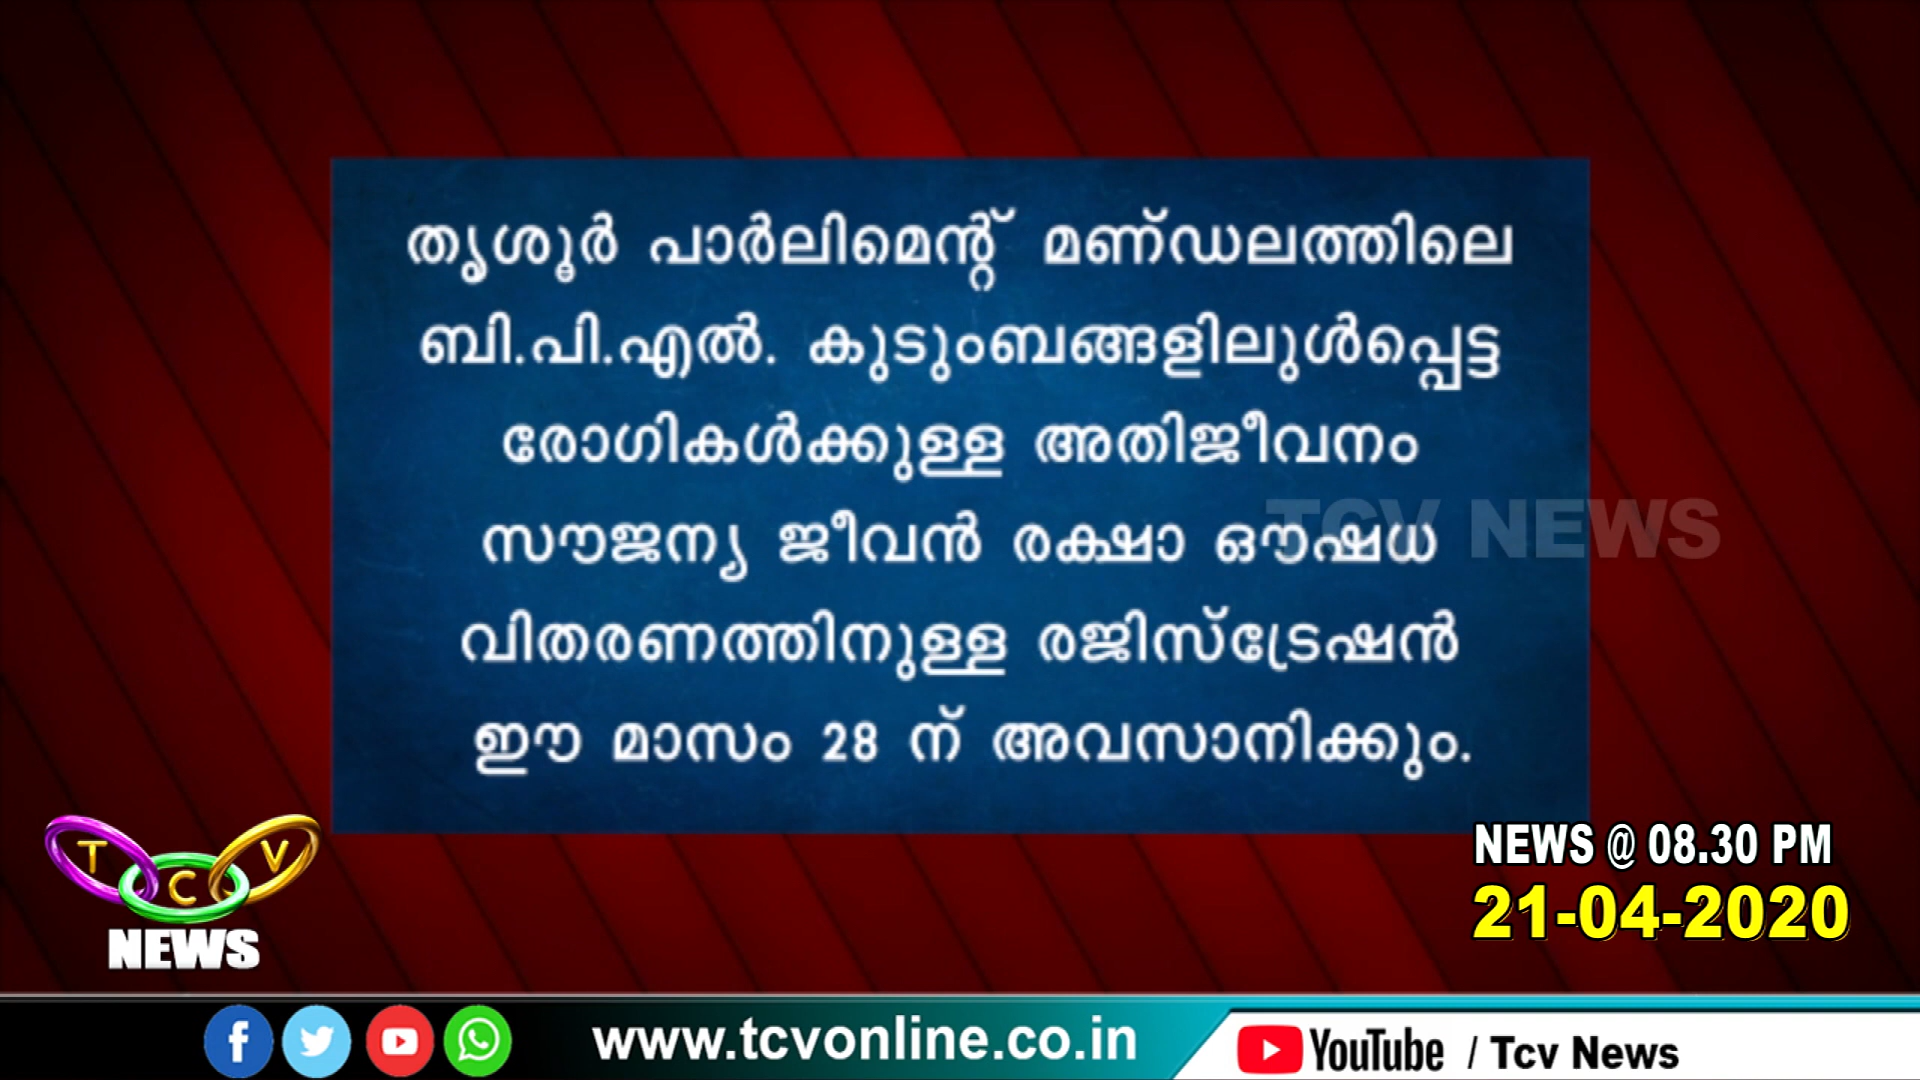 തൃശൂർ പാർലിമെന്റ് മണ്ഡലത്തിലെ
ബി.പി.എൽ. കുടുംബങ്ങളിലുൾപ്പെട്ട
രോഗികൾക്കുള്ള അതിജീവനം
സൗജന്യ ജീവൻ രക്ഷാ ഔഷധ
വിതരണത്തിനുള്ള രജിസ്ട്രേഷൻ
ഈ മാസം 28 ന് അവസാനിക്കും.
TCV NEWS
NEWS @ 08.30 PM
21-04-2020
T C V
NEWS
www.tcvonline.co.in
YouTube / Tcv News